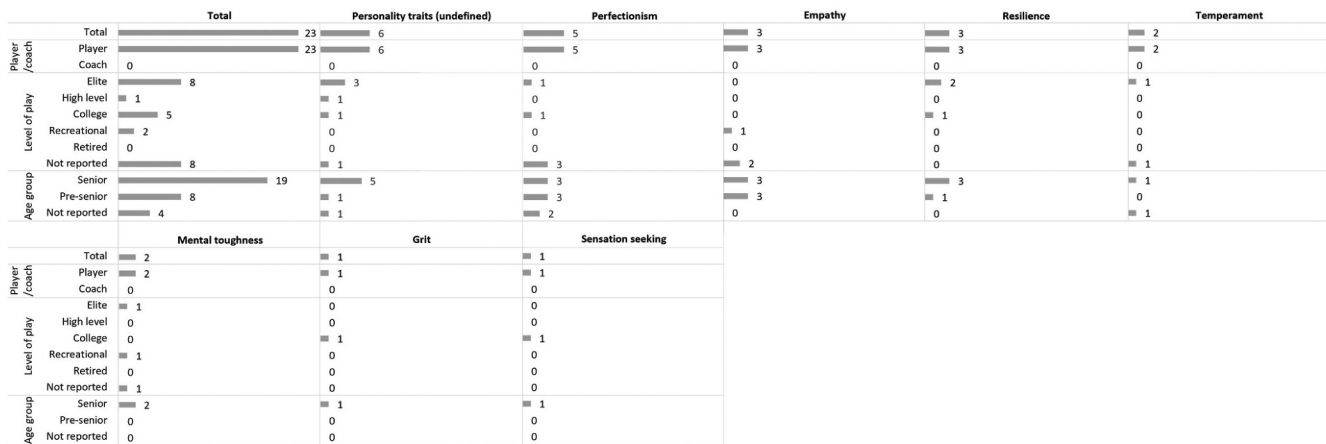 Total Personality traits (undefined) Perfectionism Empathy Resilience Temperament
Player /coach
Total 23 6 5 3 3 2
Player 23 6 5 3 3 2
Coach 0 0 0 0 0 0
Level of play
Elite 8 3 1 0 2 1
High level 1 1 0 0 0 0
College 5 1 1 0 1 0
Recreational 2 0 0 1 0 0
Retired 0 0 0 0 0 0
Not reported 8 1 3 2 0 1
Age group
Senior 19 5 3 3 3 1
Pre-senior 8 1 3 3 1 0
Not reported 4 1 2 0 0 1
Mental toughness Grit Sensation seeking
Player /coach
Total 2 1 1
Player 2 1 1
Coach 0 0 0
Level of play
Elite 1 0 0
High level 0 0 0
College 0 1 1
Recreational 1 0 0
Retired 0 0 0
Not reported 1 0 0
Age group
Senior 2 1 1
Pre-senior 0 0 0
Not reported 0 0 0